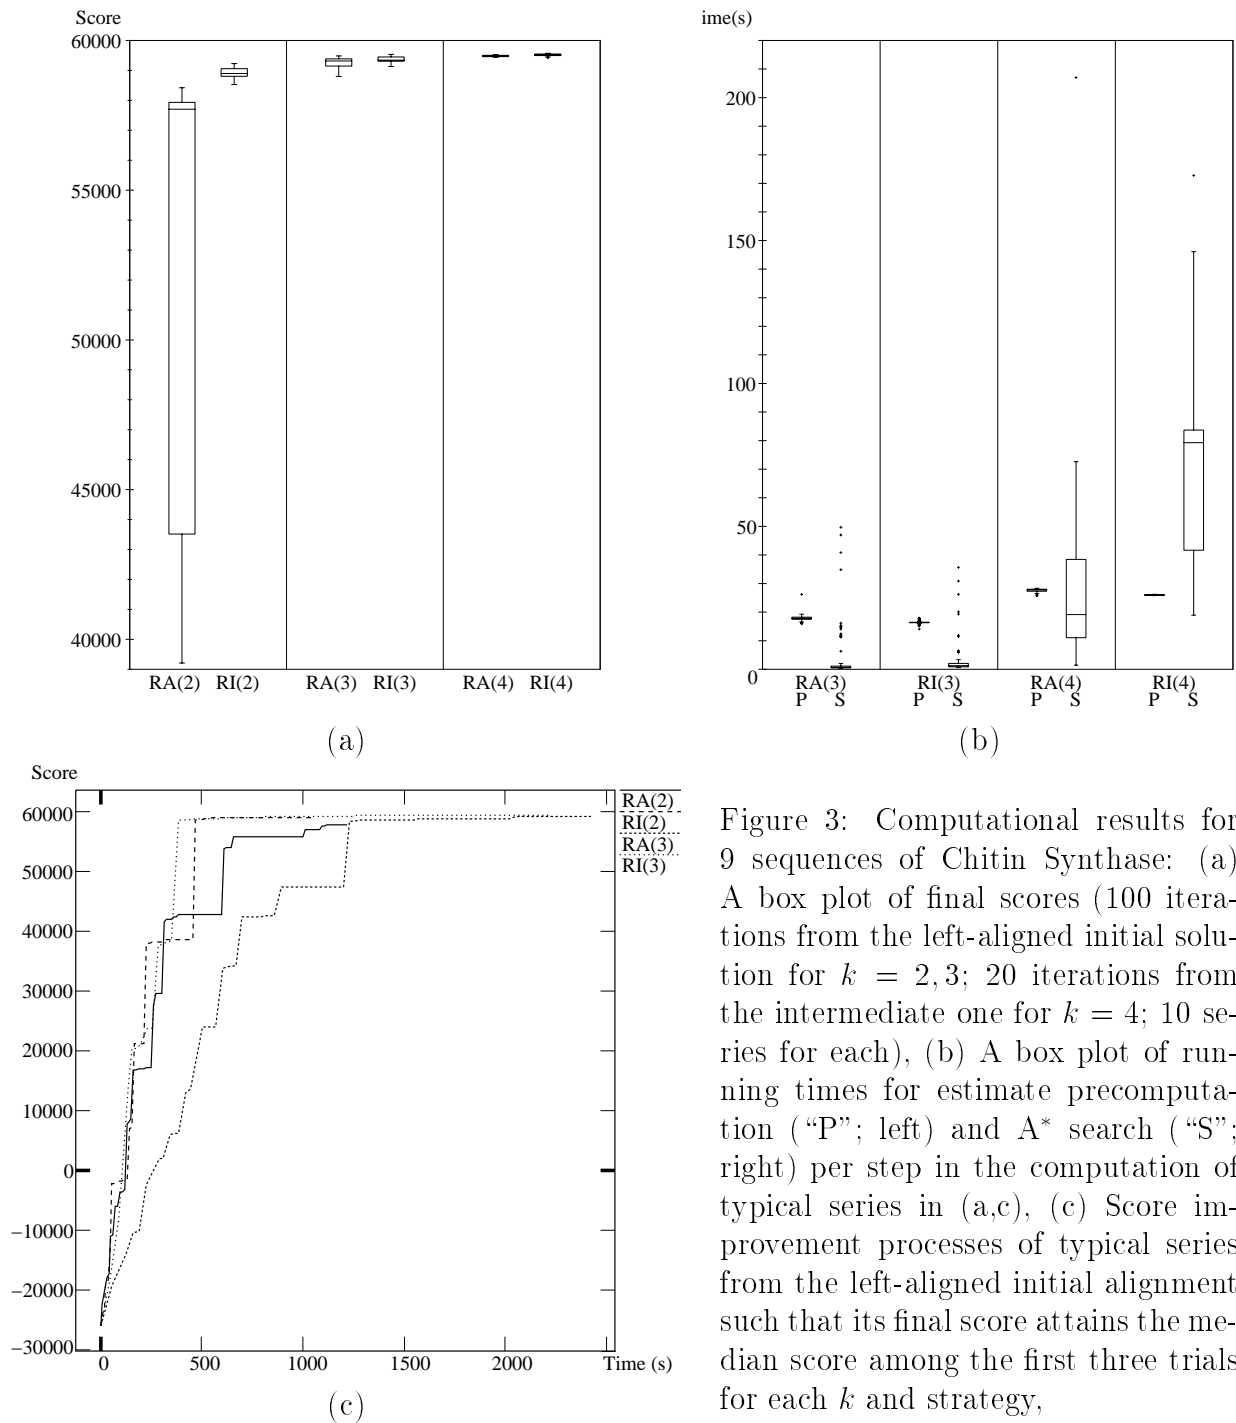 Score
60000
55000
50000
45000
40000
RA(2) RI(2) RA(3) RI(3) RA(4) RI(4)
(a)
ime(s)
200
150
100
50
0
RA(3) RI(3) RA(4) RI(4)
P S P S P S P S
(b)
Score
60000
50000
40000
30000
20000
10000
0
−10000
−20000
−30000
0 500 1000 1500 2000 Time (s)
RA(2)
RI(2)
RA(3)
RI(3)
(c)
Figure 3: Computational results for
9 sequences of Chitin Synthase: (a)
A box plot of final scores (100 itera-
tions from the left-aligned initial solu-
tion for k = 2,3; 20 iterations from
the intermediate one for k = 4; 10 se-
ries for each), (b) A box plot of run-
ning times for estimate precomputa-
tion (“P”; left) and A* search (“S”;
right) per step in the computation of
typical series in (a,c), (c) Score im-
provement processes of typical series
from the left-aligned initial alignment
such that its final score attains the me-
dian score among the first three trials
for each k and strategy,